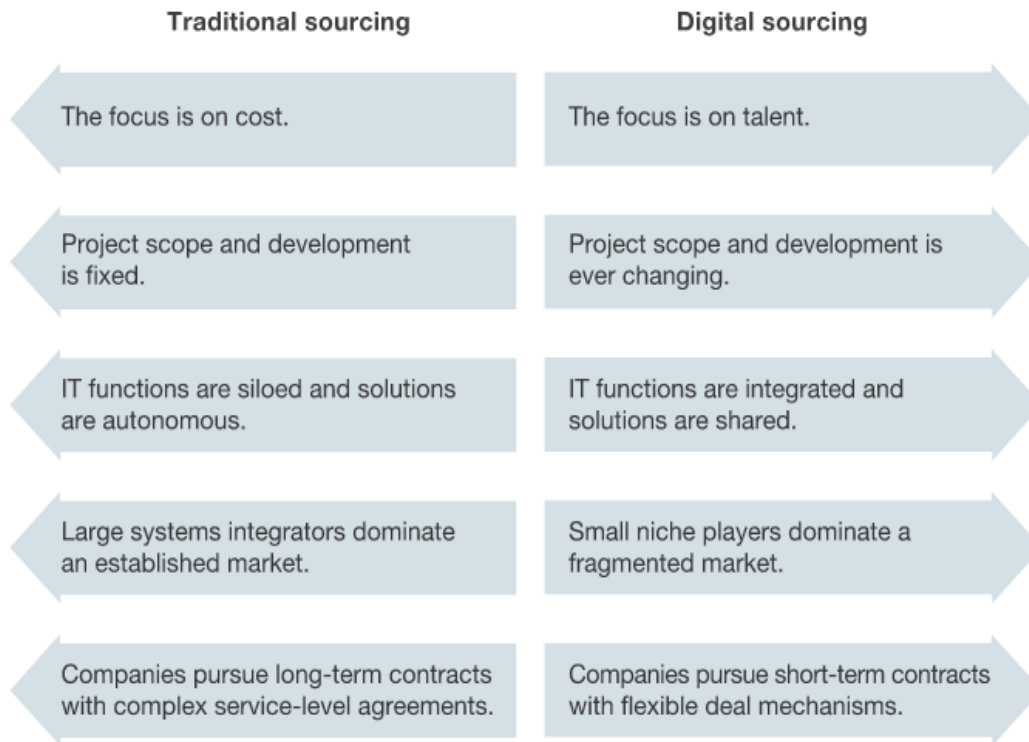 Traditional sourcing
Digital sourcing
The focus is on cost.
The focus is on talent.
Project scope and development
is fixed.
Project scope and development is
ever changing.
IT functions are siloed and solutions
are autonomous.
IT functions are integrated and
solutions are shared.
Large systems integrators dominate
an established market.
Small niche players dominate a
fragmented market.
Companies pursue long-term contracts
with complex service-level agreements.
Companies pursue short-term contracts
with flexible deal mechanisms.